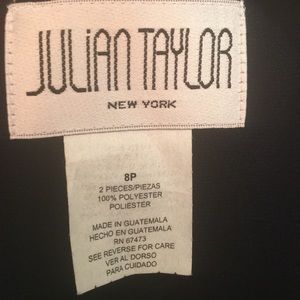 JULiAN TAYLOR
NEW YORK
8P
2 PIECES/PIEZAS
100% POLYESTER
POLIESTER
MADE IN GUATEMALA
HECHO EN GUATEMALA
RN 67473
SEE REVERSE FOR CARE
VER AL DORSO
PARA CUIDADO